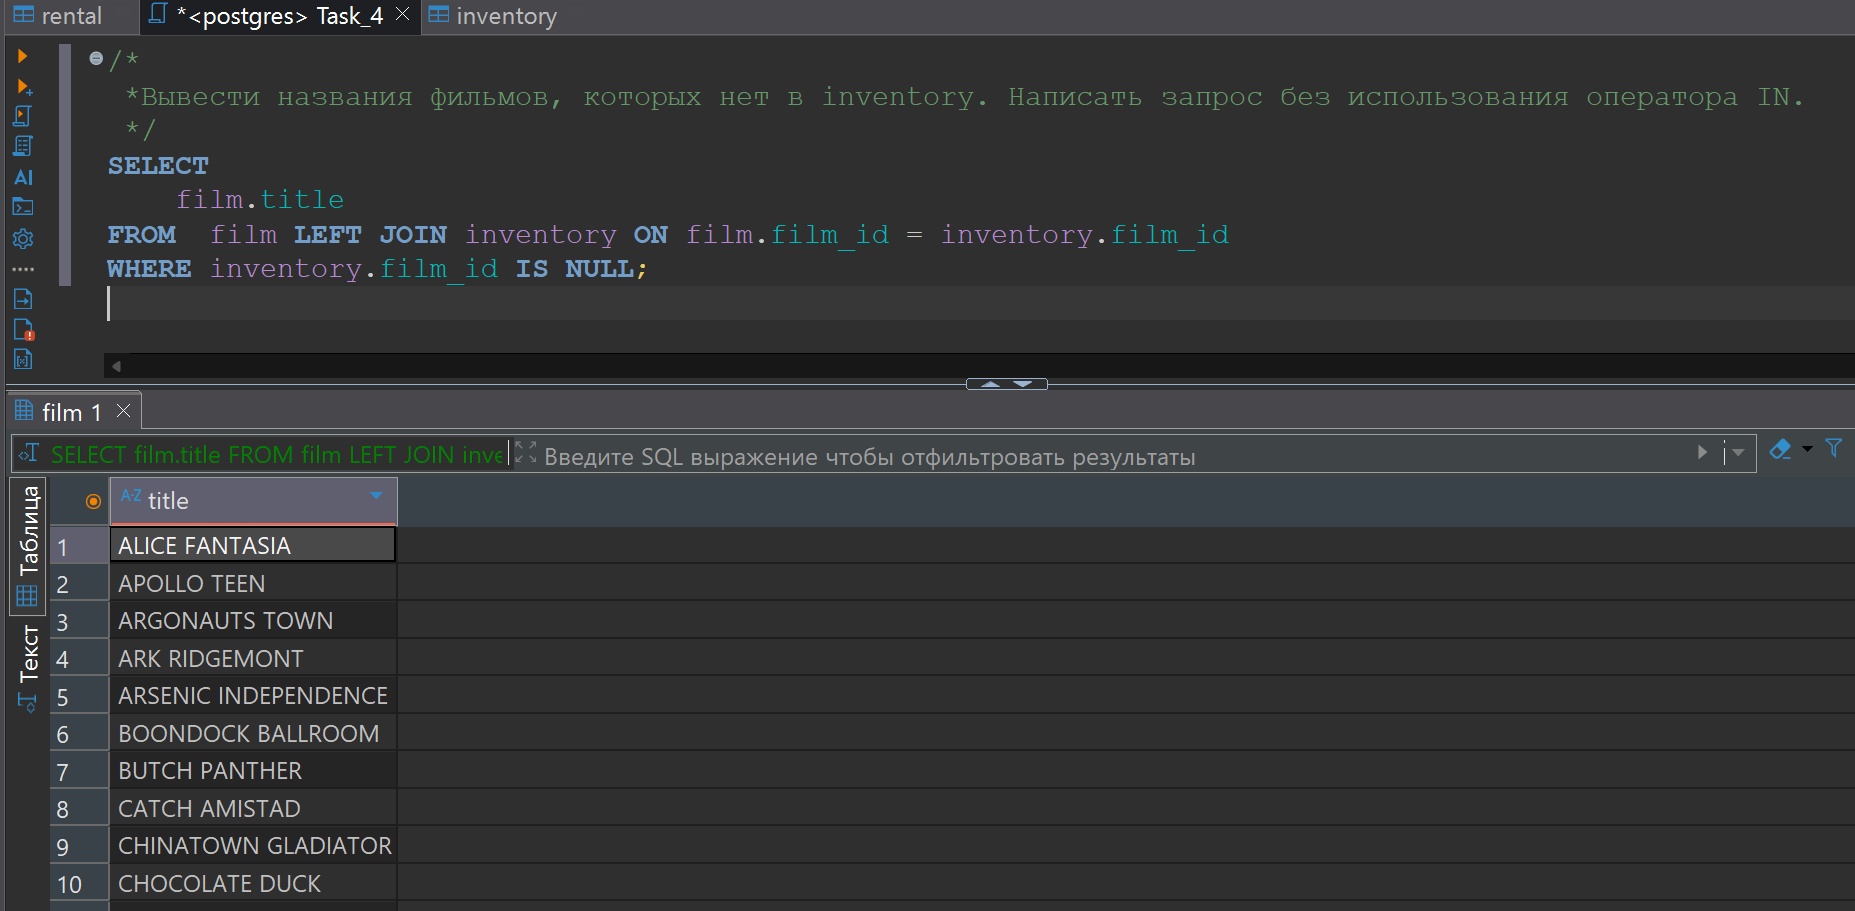 rental
*<postgres> Task_4
inventory
/*
*Вывести названия фильмов, которых нет в inventory. Написать запрос без использования оператора IN.
*/
SELECT
film.title
FROM film LEFT JOIN inventory ON film.film_id = inventory.film_id
WHERE inventory.film_id IS NULL;
AI
film 1
SELECT film.title FROM film LEFT JOIN inve
Введите SQL выражение чтобы отфильтровать результаты
Таблица
Текст
A-Z title
1 ALICE FANTASIA
2 APOLLO TEEN
3 ARGONAUTS TOWN
4 ARK RIDGEMONT
5 ARSENIC INDEPENDENCE
6 BOONDOCK BALLROOM
7 BUTCH PANTHER
8 CATCH AMISTAD
9 CHINATOWN GLADIATOR
10 CHOCOLATE DUCK